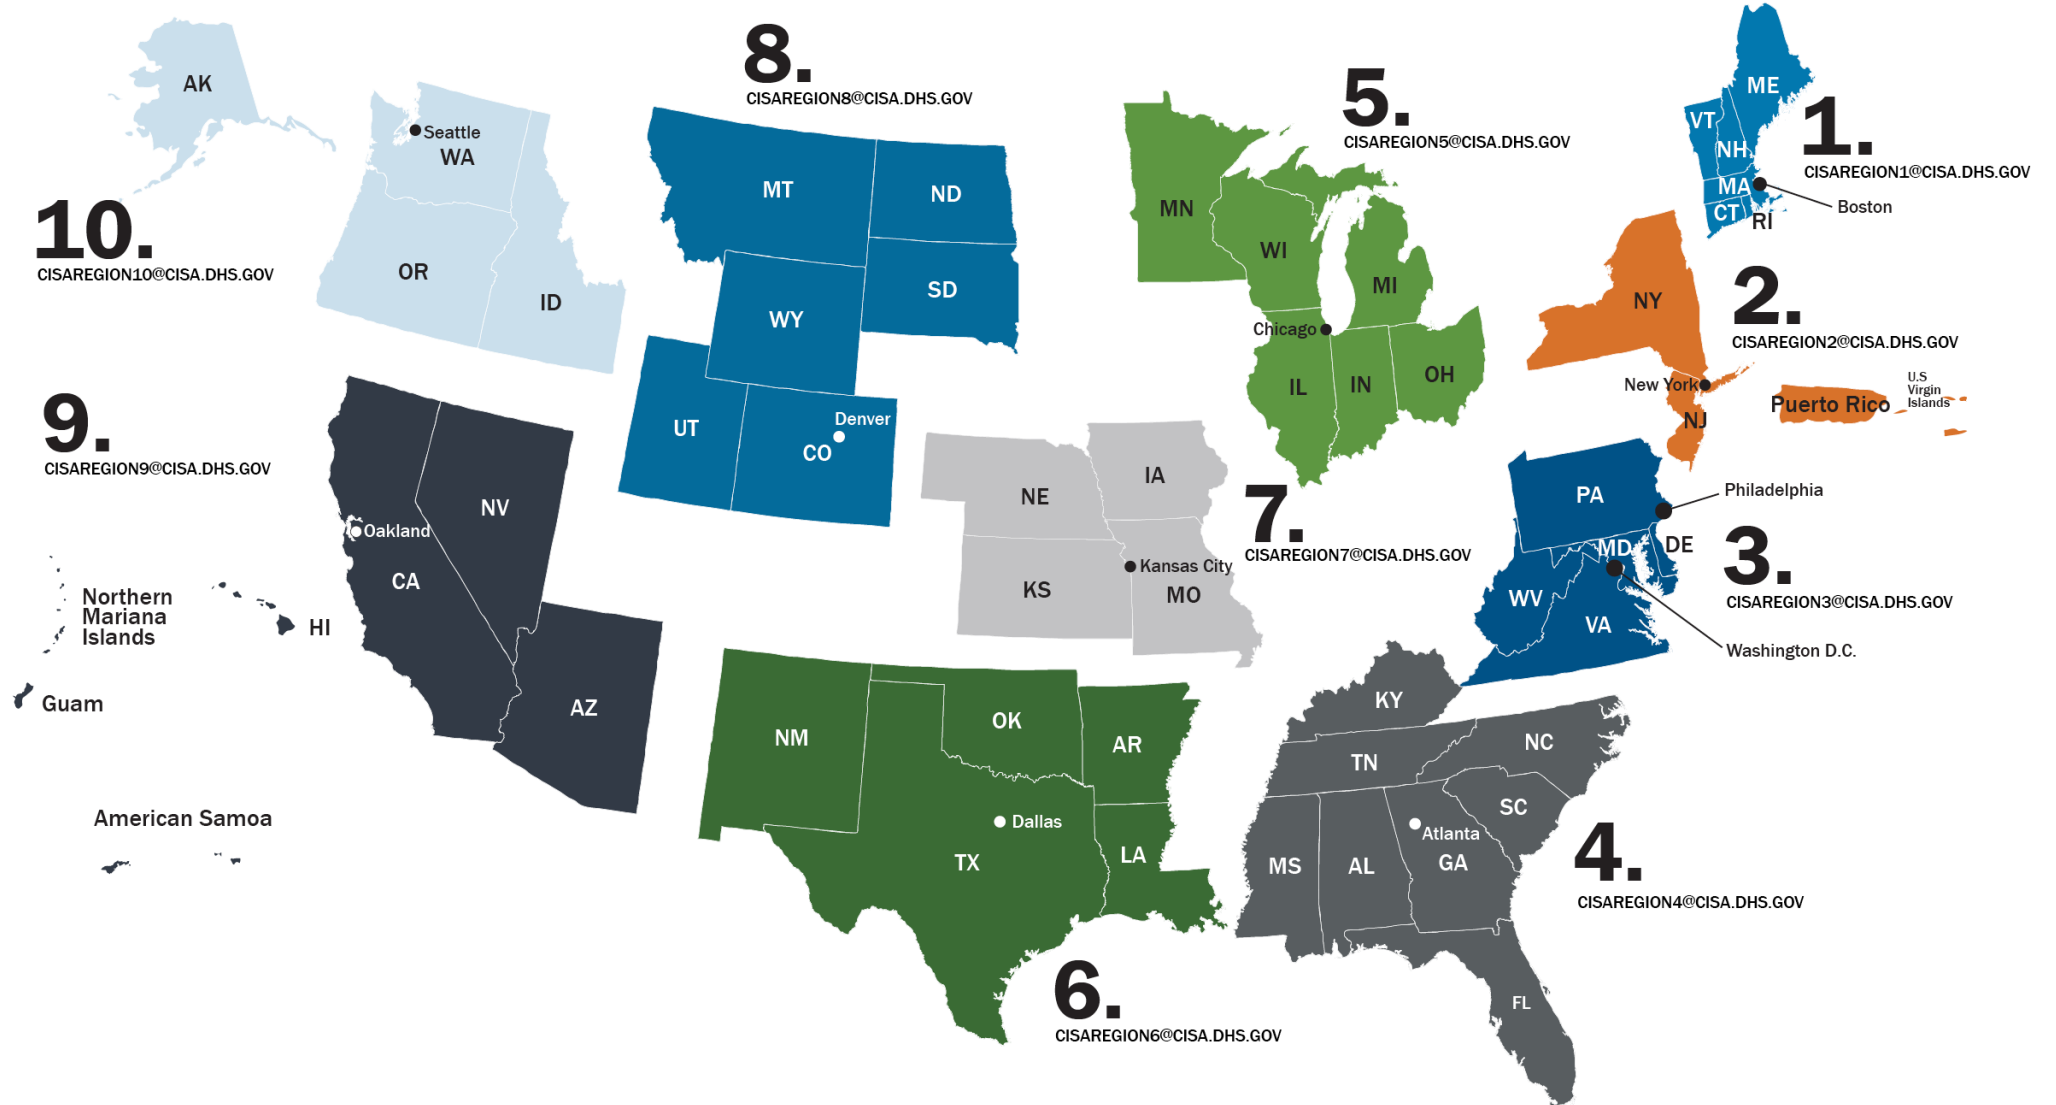 AK
Seattle
WA
10.
CISAREGION10@CISA.DHS.GOV
OR
ID
8.
CISAREGION8@CISA.DHS.GOV
MT
ND
SD
WY
UT
Denver
CO
5.
CISAREGION5@CISA.DHS.GOV
MN
WI
MI
Chicago
IL
IN
OH
ME
VT
NH
MA
CT
RI
Boston
1.
CISAREGION1@CISA.DHS.GOV
NY
New York
NJ
2.
CISAREGION2@CISA.DHS.GOV
Puerto Rico
U.S
Virgin
Islands
9.
CISAREGION9@CISA.DHS.GOV
NV
Oakland
CA
AZ
HI
Northern
Mariana
Islands
Guam
American Samoa
NE
IA
KS
Kansas City
MO
7.
CISAREGION7@CISA.DHS.GOV
PA
Philadelphia
MD
DE
WV
VA
Washington D.C.
3.
CISAREGION3@CISA.DHS.GOV
NM
OK
AR
Dallas
TX
LA
6.
CISAREGION6@CISA.DHS.GOV
KY
TN
NC
SC
MS
AL
Atlanta
GA
FL
4.
CISAREGION4@CISA.DHS.GOV